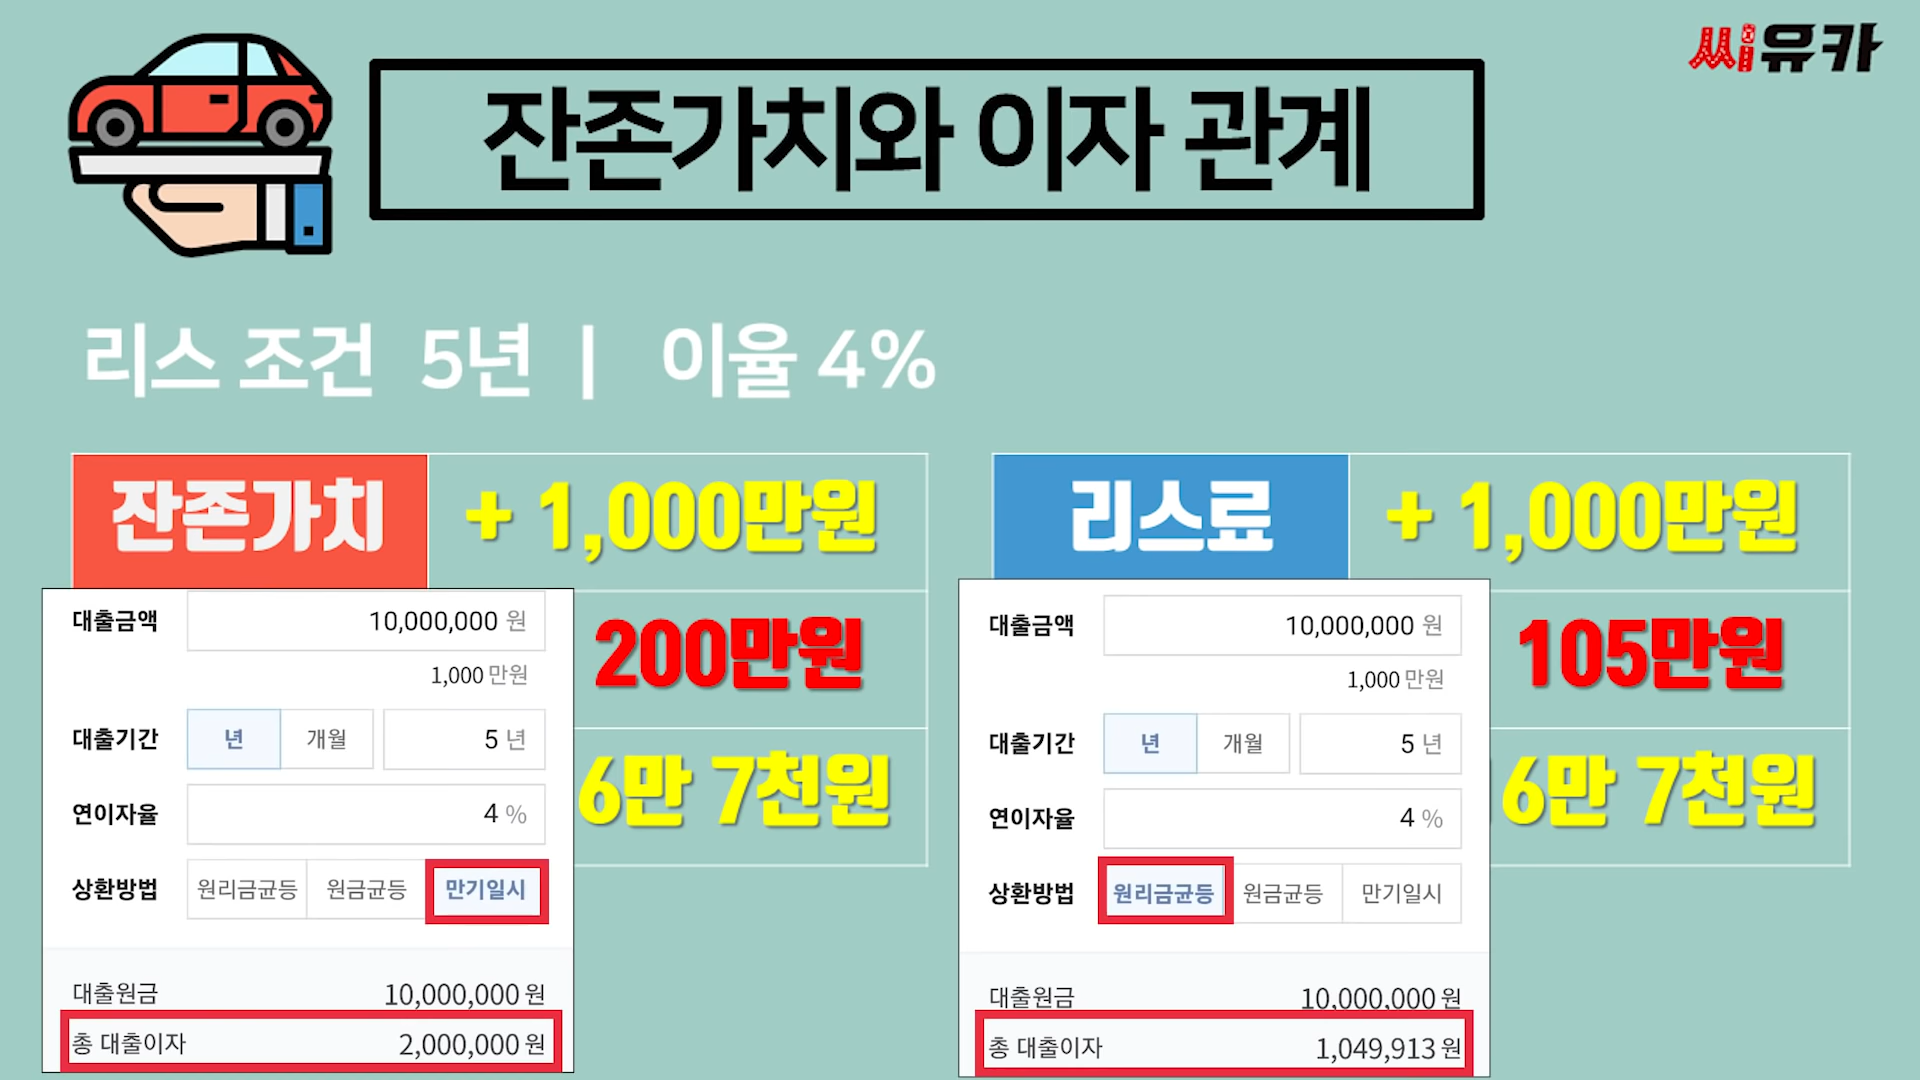 씨유카
잔존가치와 이자 관계
리스 조건 5년 | 이율 4%
잔존가치 + 1,000만원
200만원
6만 7천원
대출금액 10,000,000 원
1,000 만원
대출기간 년 개월 5 년
연이자율 4 %
상환방법 원리금균등 원금균등 만기일시
대출원금 10,000,000 원
총 대출이자 2,000,000 원
리스료 + 1,000만원
105만원
6만 7천원
대출금액 10,000,000 원
1,000 만원
대출기간 년 개월 5 년
연이자율 4 %
상환방법 원리금균등 원금균등 만기일시
대출원금 10,000,000 원
총 대출이자 1,049,913 원